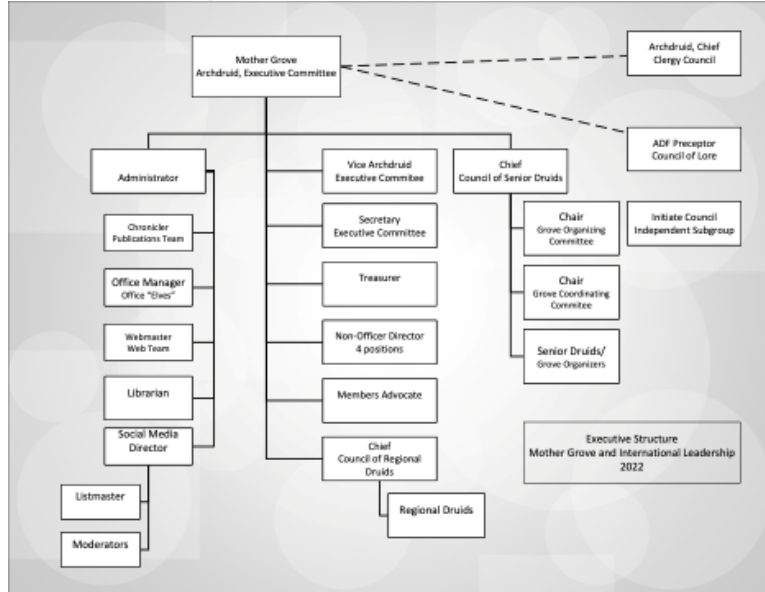 Mother Grove
Archdruid, Executive Committee
Archdruid, Chief
Clergy Council
ADF Preceptor
Council of Lore
Initiate Council
Independent Subgroup
Administrator
Chronicler
Publications Team
Office Manager
Office "Elves"
Webmaster
Web Team
Librarian
Social Media
Director
Listmaster
Moderators
Vice Archdruid
Executive Commitee
Secretary
Executive Committee
Treasurer
Non-Officer Director
4 positions
Members Advocate
Chief
Council of Regional
Druids
Regional Druids
Chief
Council of Senior Druids
Chair
Grove Organizing
Committee
Chair
Grove Coordinating
Commitee
Senior Druids/
Grove Organizers
Executive Structure
Mother Grove and International Leadership
2022